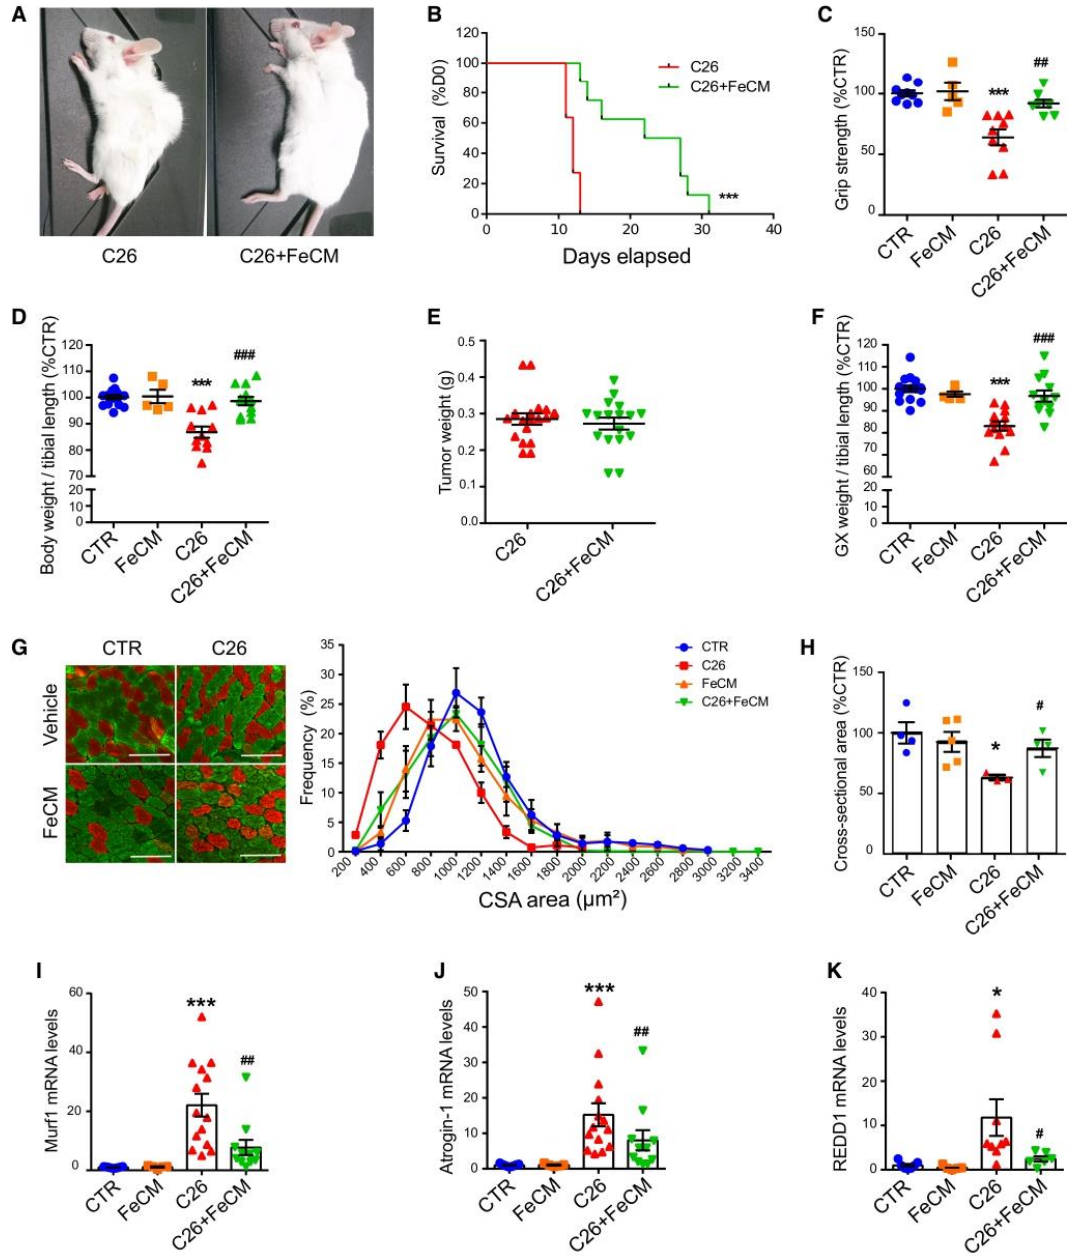 A
C26
C26+FeCM
B
Survival (%D0)
120
100
80
60
40
20
0
0 10 20 30 40
Days elapsed
C26
C26+FeCM
***
C
Grip strength (%CTR)
150
100
50
0
***
##
CTR FeCM C26 C26+FeCM
D
Body weight / tibial length (%CTR)
120
110
100
90
80
70
20
10
0
***
###
CTR FeCM C26 C26+FeCM
E
Tumor weight (g)
0.5
0.4
0.3
0.2
0.1
0.0
C26 C26+FeCM
F
GX weight / tibial length (%CTR)
120
110
100
90
80
70
60
20
10
0
***
###
CTR FeCM C26 C26+FeCM
G
CTR C26
Vehicle
FeCM
Frequency (%)
35
30
25
20
15
10
5
0
200 400 600 800 1000 1200 1400 1600 1800 2000 2200 2400 2600 2800 3000 3200 3400
CSA area (µm²)
CTR
C26
FeCM
C26+FeCM
H
Cross-sectional area (%CTR)
150
100
50
0
*
#
CTR FeCM C26 C26+FeCM
I
Murf1 mRNA levels
60
40
20
0
***
##
CTR FeCM C26 C26+FeCM
J
Atrogin-1 mRNA levels
50
40
30
20
10
0
***
##
CTR FeCM C26 C26+FeCM
K
REDD1 mRNA levels
40
30
20
10
0
*
#
CTR FeCM C26 C26+FeCM